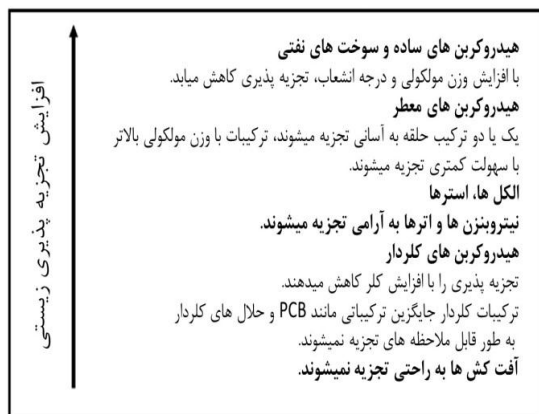 افزایش تجزیه پذیری زیستی
هیدروکربن های ساده و سوخت های نفتی
با افزایش وزن مولکولی و درجه انشعاب، تجزیه پذیری کاهش میابد.
هیدروکربن های معطر
یک یا دو ترکیب حلقه به آسانی تجزیه میشوند، ترکیبات با وزن مولکولی بالاتر
با سهولت کمتری تجزیه میشوند.
الکل ها، استرها
نیتروبنزن ها و اترها به آرامی تجزیه میشوند.
هیدروکربن های کلردار
تجزیه پذیری را با افزایش کلر کاهش میدهند.
ترکیبات کلردار جایگزین ترکیباتی مانند PCB و حلال های کلردار
به طور قابل ملاحظه های تجزیه نمیشوند.
آفت کش ها به راحتی تجزیه نمیشوند.